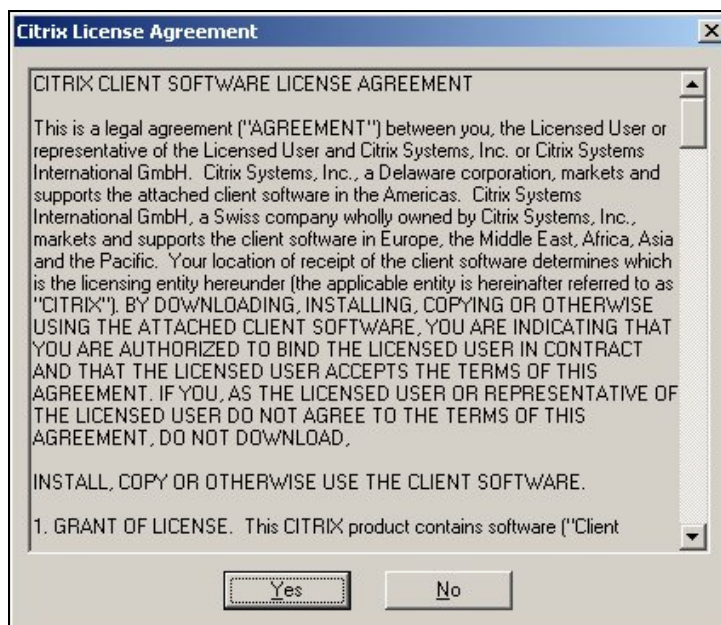 Citrix License Agreement
CITRIX CLIENT SOFTWARE LICENSE AGREEMENT
This is a legal agreement ("AGREEMENT") between you, the Licensed User or
representative of the Licensed User and Citrix Systems, Inc. or Citrix Systems
International GmbH.  Citrix Systems, Inc., a Delaware corporation, markets and
supports the attached client software in the Americas.  Citrix Systems
International GmbH, a Swiss company wholly owned by Citrix Systems, Inc.,
markets and supports the client software in Europe, the Middle East, Africa, Asia
and the Pacific.  Your location of receipt of the client software determines which
is the licensing entity hereunder (the applicable entity is hereinafter referred to as
"CITRIX"). BY DOWNLOADING, INSTALLING, COPYING OR OTHERWISE
USING THE ATTACHED CLIENT SOFTWARE, YOU ARE INDICATING THAT
YOU ARE AUTHORIZED TO BIND THE LICENSED USER IN CONTRACT
AND THAT THE LICENSED USER ACCEPTS THE TERMS OF THIS
AGREEMENT. IF YOU, AS THE LICENSED USER OR REPRESENTATIVE OF
THE LICENSED USER DO NOT AGREE TO THE TERMS OF THIS
AGREEMENT, DO NOT DOWNLOAD,
INSTALL, COPY OR OTHERWISE USE THE CLIENT SOFTWARE.
1. GRANT OF LICENSE.  This CITRIX product contains software ("Client
Yes
No